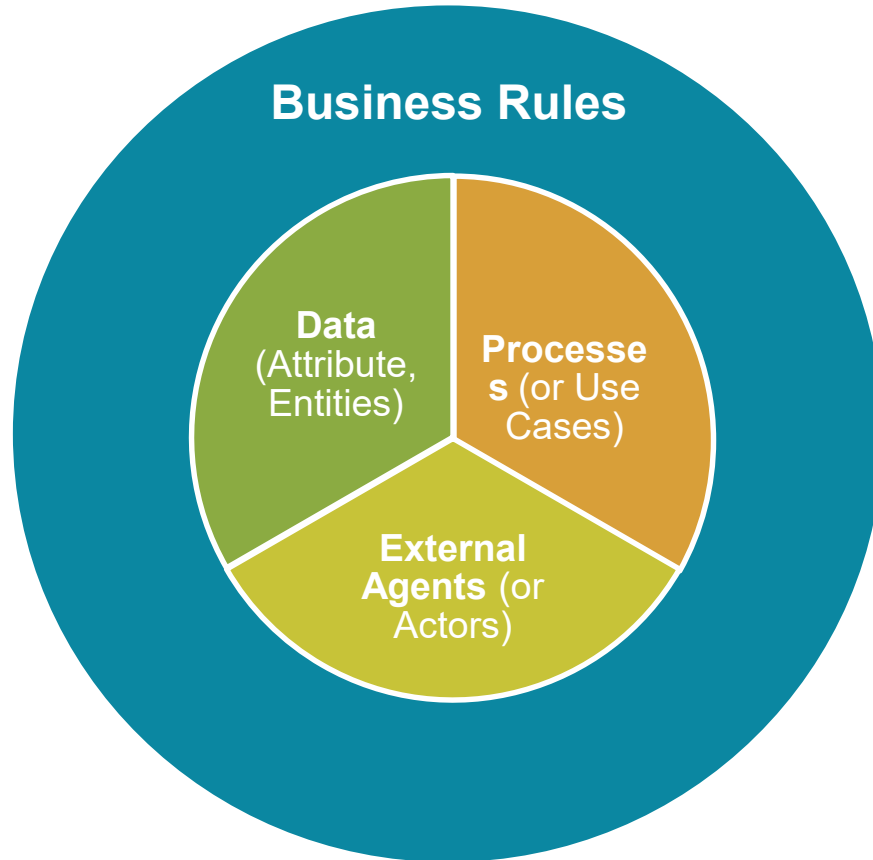 Business Rules
Data
(Attribute,
Entities)
Processe
s (or Use
Cases)
External
Agents (or
Actors)